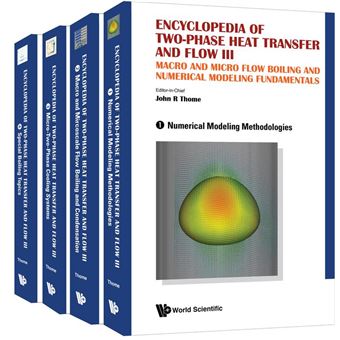 ENCYCLOPEDIA OF
TWO-PHASE HEAT TRANSFER
AND FLOW III
MACRO AND MICRO FLOW BOILING AND
NUMERICAL MODELING FUNDAMENTALS
Editor-in-Chief
John R Thome
1 Numerical Modeling Methodologies
World Scientific
ENCYCLOPEDIA OF TWO-PHASE HEAT TRANSFER AND FLOW III
1 Numerical Modeling Methodologies
Thome
ENCYCLOPEDIA OF TWO-PHASE HEAT TRANSFER AND FLOW III
2 Macro and Microscale Flow Boiling and Condensation
Thome
ENCYCLOPEDIA OF TWO-PHASE HEAT TRANSFER AND FLOW III
3 Micro-Two-Phase Cooling Systems
Thome
ENCYCLOPEDIA OF TWO-PHASE HEAT TRANSFER AND FLOW III
4 Special Boiling Topics
Thome